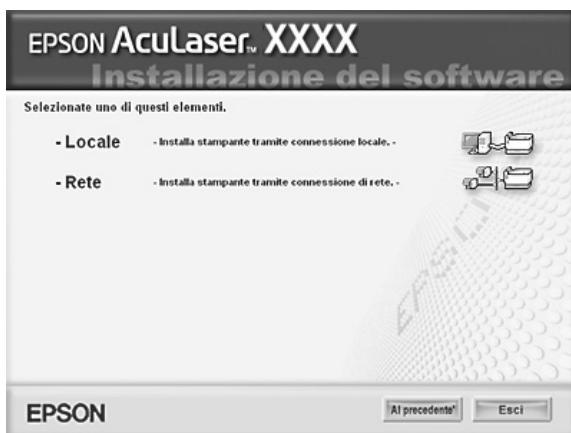 EPSON AcuLaser™ XXXX
Installazione del software
Selezionate uno di questi elementi.
- Locale - Installa stampante tramite connessione locale. -
- Rete - Installa stampante tramite connessione di rete. -
EPSON
EPSON
Al precedente* Esci